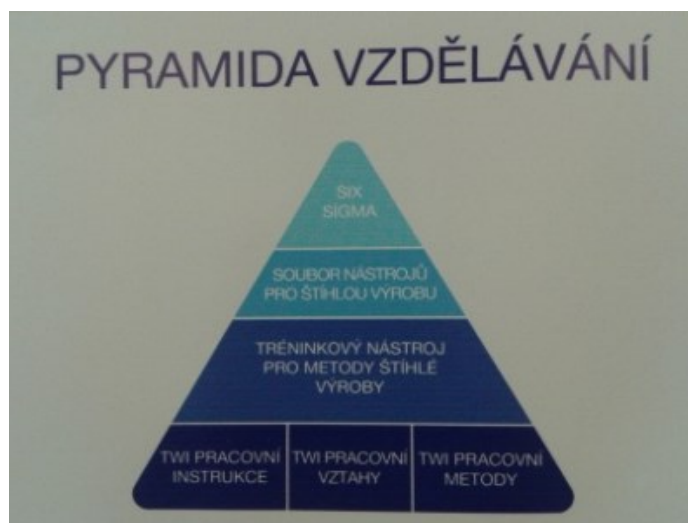 PYRAMIDA VZDĚLÁVÁNÍ
SIX
SIGMA
SOUBOR NÁSTROJŮ
PRO ŠTÍHLOU VÝROBU
TRÉNINKOVÝ NÁSTROJ
PRO METODY ŠTÍHLÉ
VÝROBY
TWI PRACOVNÍ
INSTRUKCE
TWI PRACOVNÍ
VZTAHY
TWI PRACOVNÍ
METODY